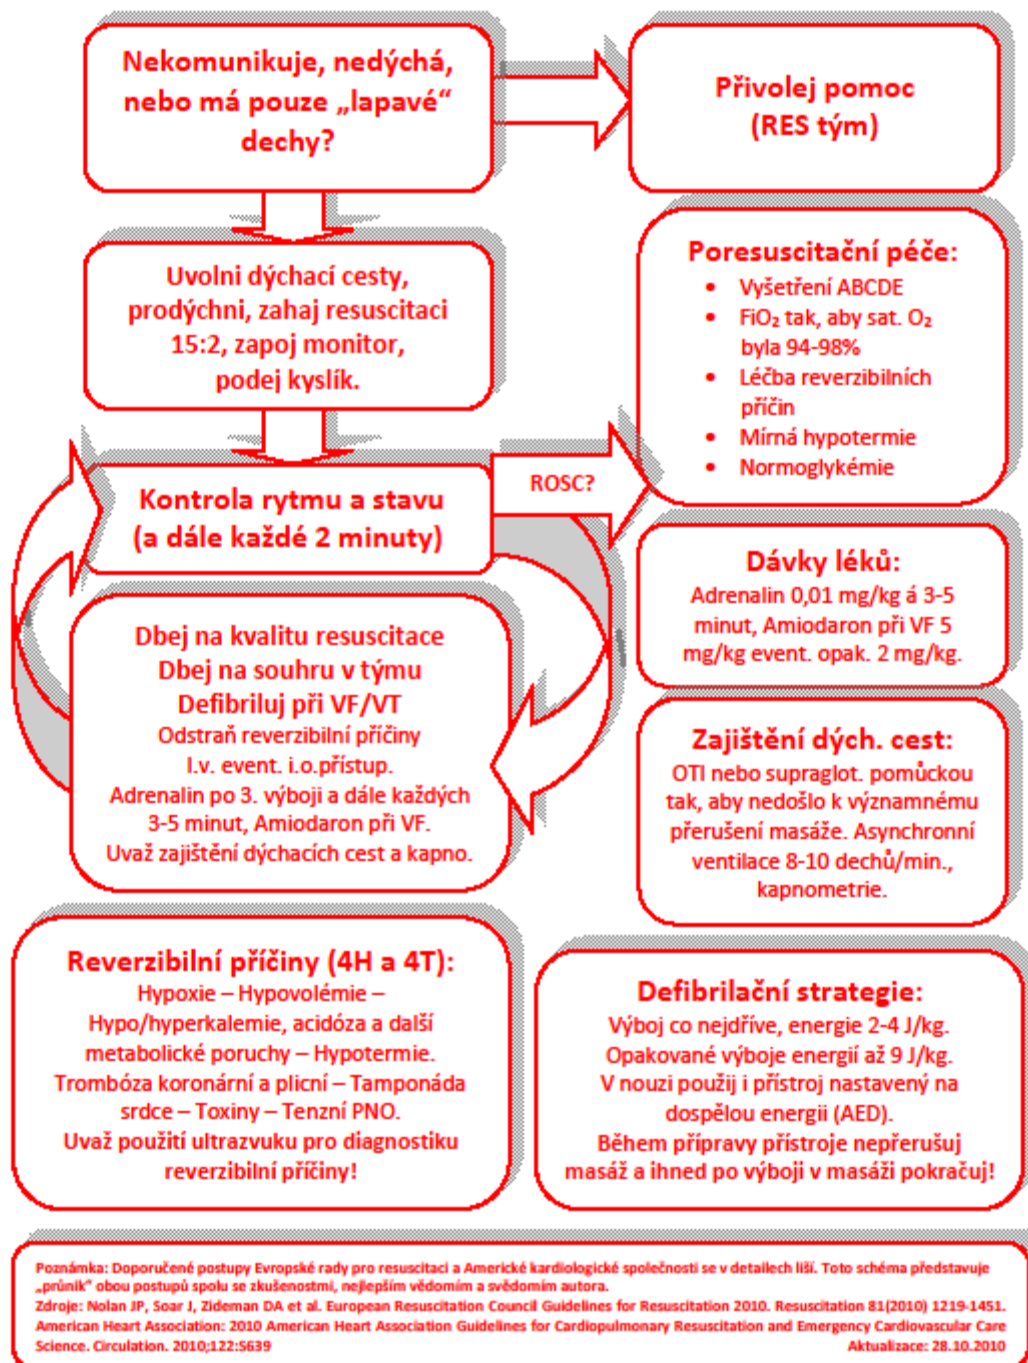 Nekomunikuje, nedýchá,
nebo má pouze „lapavé“
dechy?
Přivolej pomoc
(RES tým)
Uvolni dýchací cesty,
prodýchni, zahaj resuscitaci
15:2, zapoj monitor,
podej kyslík.
Poresuscitační péče:
• Vyšetření ABCDE
• FiO₂ tak, aby sat. O₂
byla 94-98%
• Léčba reverzibilních
příčin
• Mírná hypotermie
• Normoglykémie
Kontrola rytmu a stavu
(a dále každé 2 minuty)
ROSC?
Dbej na kvalitu resuscitace
Dbej na souhru v týmu
Defibriluj při VF/VT
Odstraň reverzibilní příčiny
I.v. event. i.o.přístup.
Adrenalin po 3. výboji a dále každých
3-5 minut, Amiodaron při VF.
Uvaž zajištění dýchacích cest a kapno.
Dávky léků:
Adrenalin 0,01 mg/kg á 3-5
minut, Amiodaron při VF 5
mg/kg event. opak. 2 mg/kg.
Zajištění dých. cest:
OTI nebo supraglot. pomůckou
tak, aby nedošlo k významnému
přerušení masáže. Asynchronní
ventilace 8-10 dechů/min.,
kapnometrie.
Reverzibilní příčiny (4H a 4T):
Hypoxie – Hypovolémie –
Hypo/hyperkalemie, acidóza a další
metabolické poruchy – Hypotermie.
Trombóza koronární a plicní – Tamponáda
srdce – Toxiny – Tenzní PNO.
Uvaž použití ultrazvuku pro diagnostiku
reverzibilní příčiny!
Defibrilační strategie:
Výboj co nejdříve, energie 2-4 J/kg.
Opakované výboje energií až 9 J/kg.
V nouzi použij i přístroj nastavený na
dospělou energii (AED).
Během přípravy přístroje nepřerušuj
masáž a ihned po výboji v masáži pokračuj!
Poznámka: Doporučené postupy Evropské rady pro resuscitaci a Americké kardiologické společnosti se v detailech liší. Toto schéma představuje
„průnik“ obou postupů spolu se zkušenostmi, nejlepším vědomím a svědomím autora.
Zdroje: Nolan JP, Soar J, Zideman DA et al. European Resuscitation Council Guidelines for Resuscitation 2010. Resuscitation 81(2010) 1219-1451.
American Heart Association: 2010 American Heart Association Guidelines for Cardiopulmonary Resuscitation and Emergency Cardiovascular Care
Science. Circulation. 2010;122:S639 Aktualizace: 28.10.2010